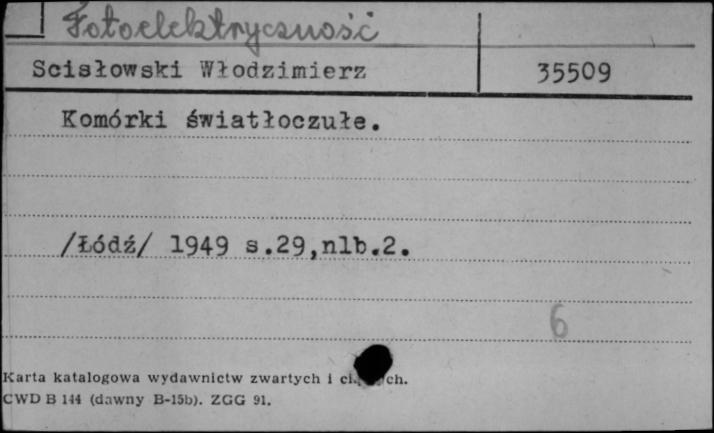 Fotoelektryczność
Scisłowski Włodzimierz 35509
Komórki światłoczułe.
/Łódź/ 1949 s.29,nlb.2.
6
Karta katalogowa wydawnictw zwartych i
CWD B 144 (dawny B-15b). ZGG 91.